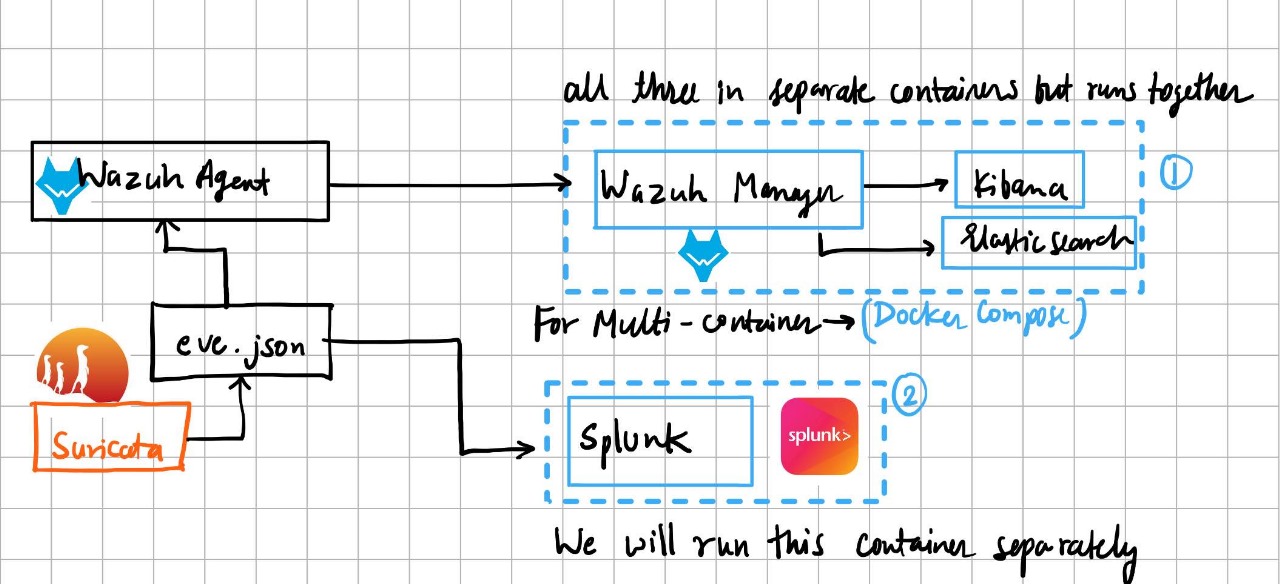 all three in separate containers but runs together
Wazuh Agent
Wazuh Manager
Kibana
①
Elasticsearch
For Multi-container → (Docker Compose)
eve.json
Suricata
②
Splunk
splunk>
We will run this container separately